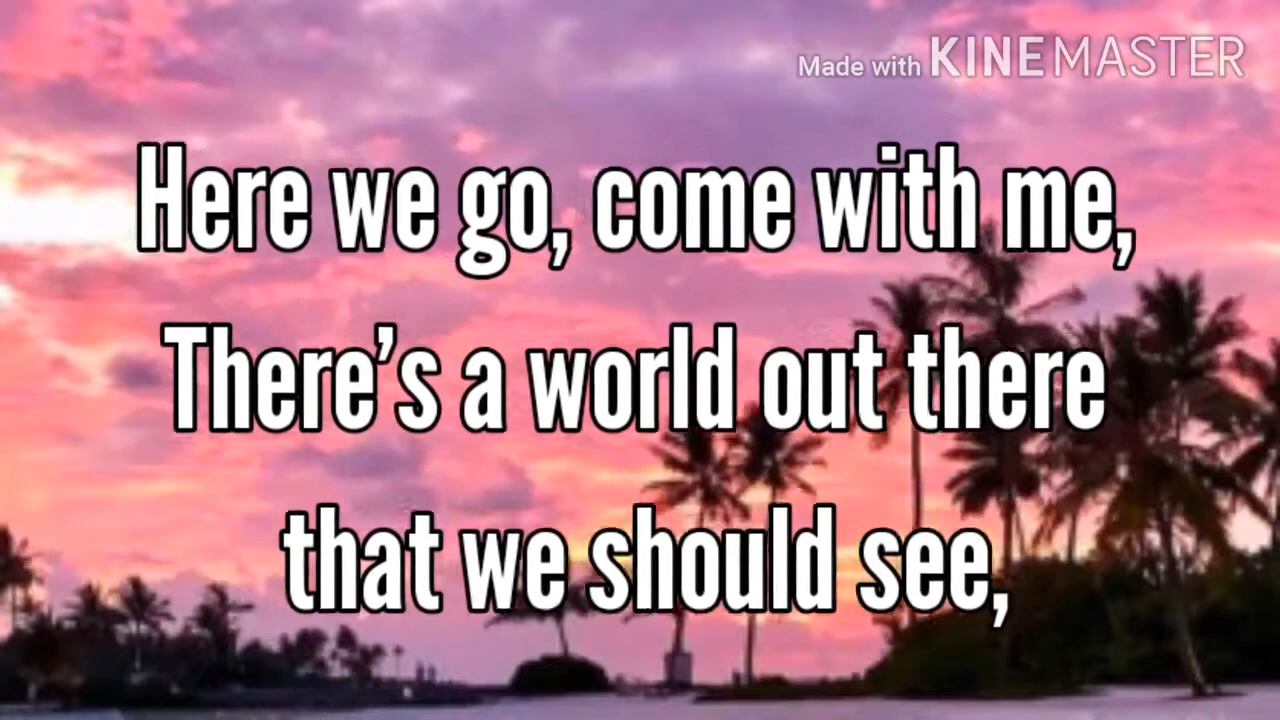 Made with KINEMASTER
Here we go, come with me,
There's a world out there
that we should see,